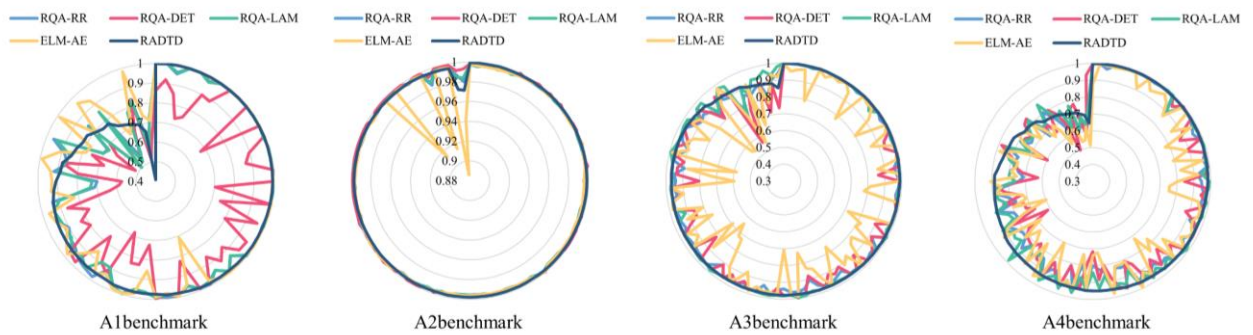 RQA-RR RQA-DET RQA-LAM
ELM-AE RADTD
1
0.9
0.8
0.7
0.6
0.5
0.4
A1benchmark
RQA-RR RQA-DET RQA-LAM
ELM-AE RADTD
1
0.98
0.96
0.94
0.92
0.9
0.88
A2benchmark
RQA-RR RQA-DET RQA-LAM
ELM-AE RADTD
1
0.9
0.8
0.7
0.6
0.5
0.4
0.3
A3benchmark
RQA-RR RQA-DET RQA-LAM
ELM-AE RADTD
1
0.9
0.8
0.7
0.6
0.5
0.4
0.3
A4benchmark